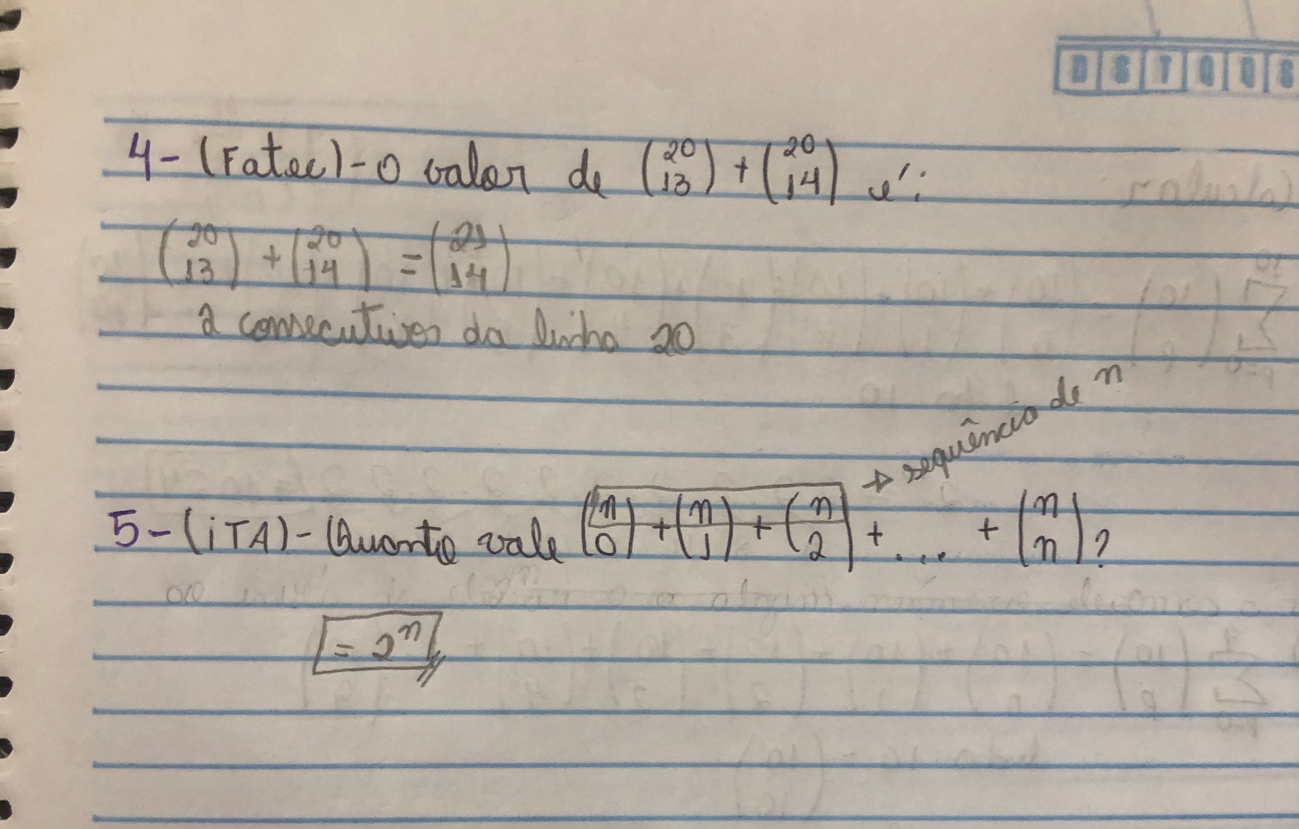 D S T Q Q S
4 - (Fatec) - O valor de (20 13) + (20 14) é:
(20 13) + (20 14) = (21 14)
2 consecutivos da linha 20
→ sequência de n
5 - (ITA) - Quanto vale (n 0) + (n 1) + (n 2) + ... + (n n)?
= 2ⁿ